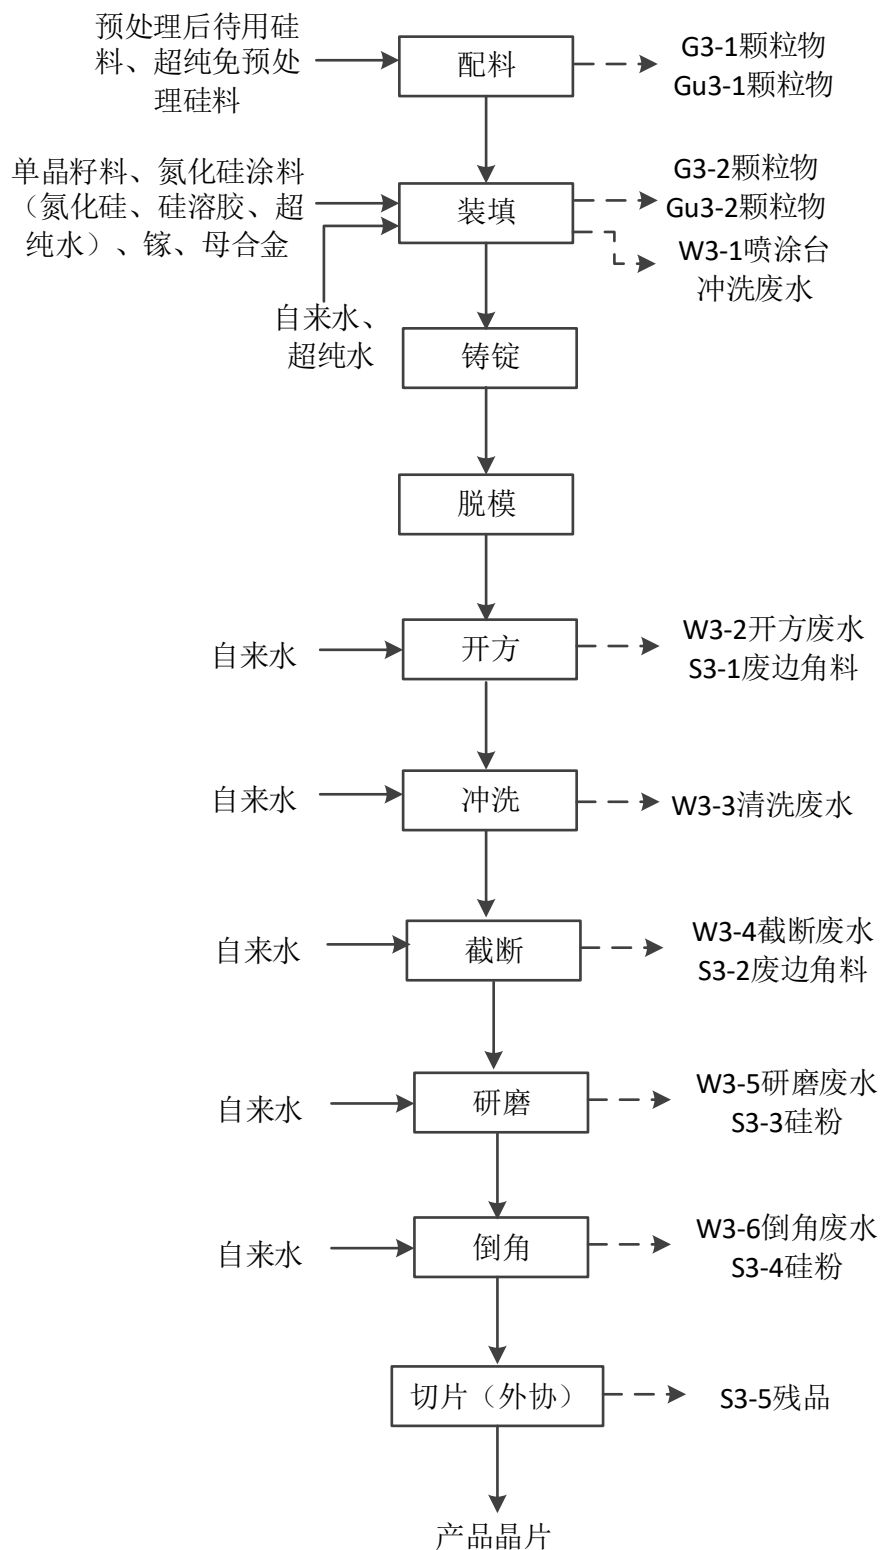 预处理后待用硅
料、超纯免预处
理硅料
配料
G3-1颗粒物
Gu3-1颗粒物
单晶籽料、氮化硅涂料
（氮化硅、硅溶胶、超
纯水）、镓、母合金
装填
G3-2颗粒物
Gu3-2颗粒物
W3-1喷涂台
冲洗废水
自来水、
超纯水
铸锭
脱模
自来水
开方
W3-2开方废水
S3-1废边角料
自来水
冲洗
W3-3清洗废水
自来水
截断
W3-4截断废水
S3-2废边角料
自来水
研磨
W3-5研磨废水
S3-3硅粉
自来水
倒角
W3-6倒角废水
S3-4硅粉
切片（外协）
S3-5残品
产品晶片